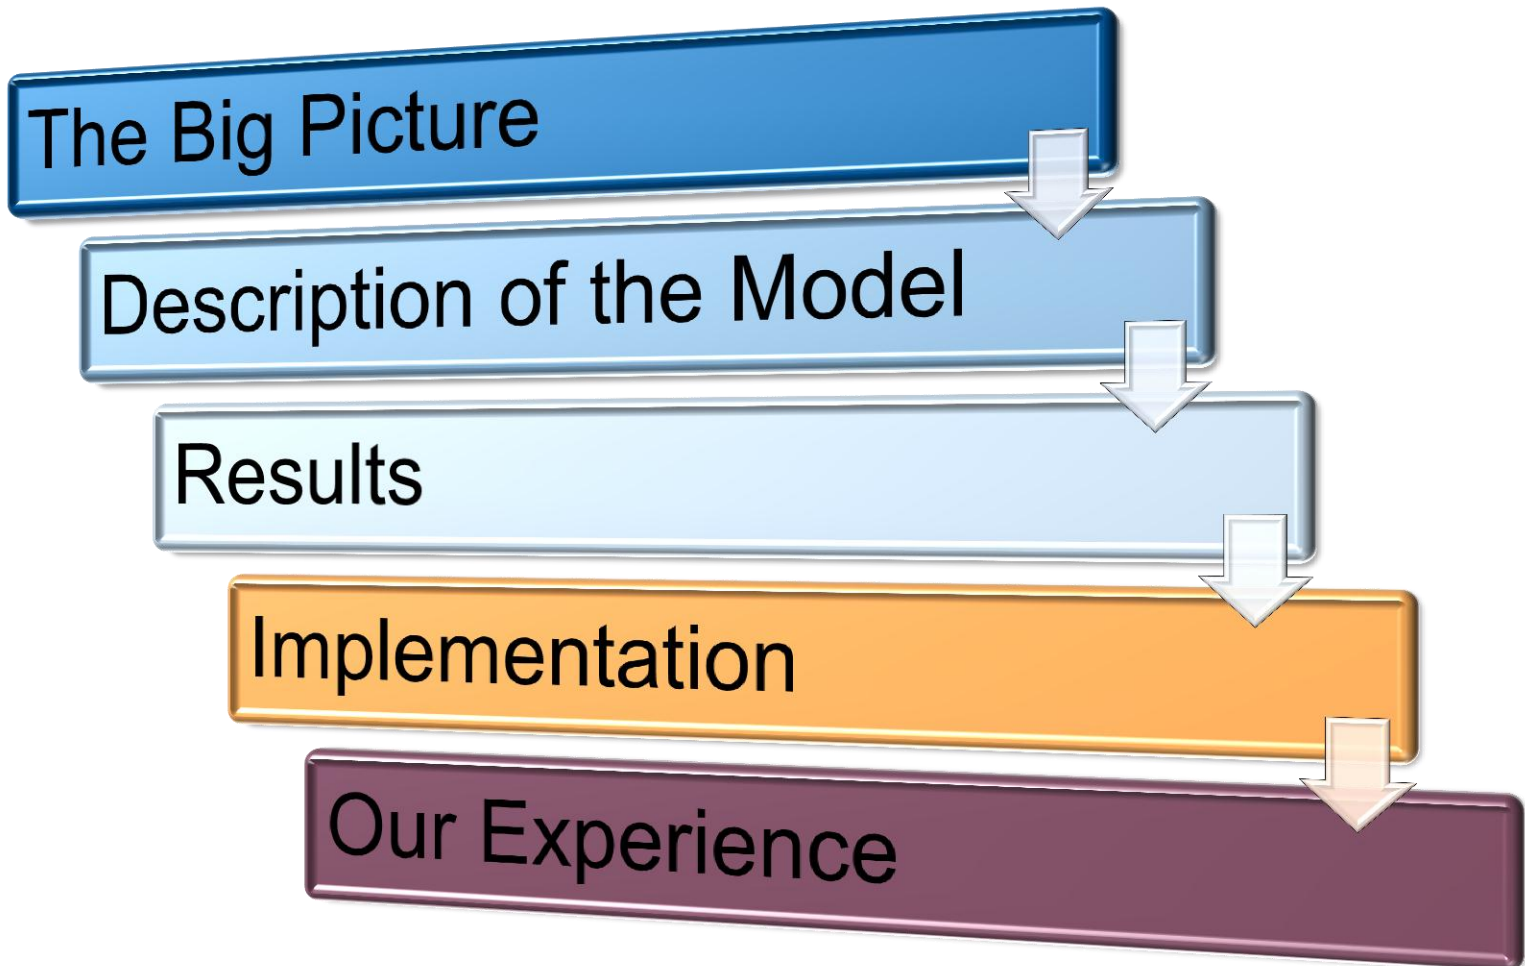 The Big Picture
Description of the Model
Results
Implementation
Our Experience